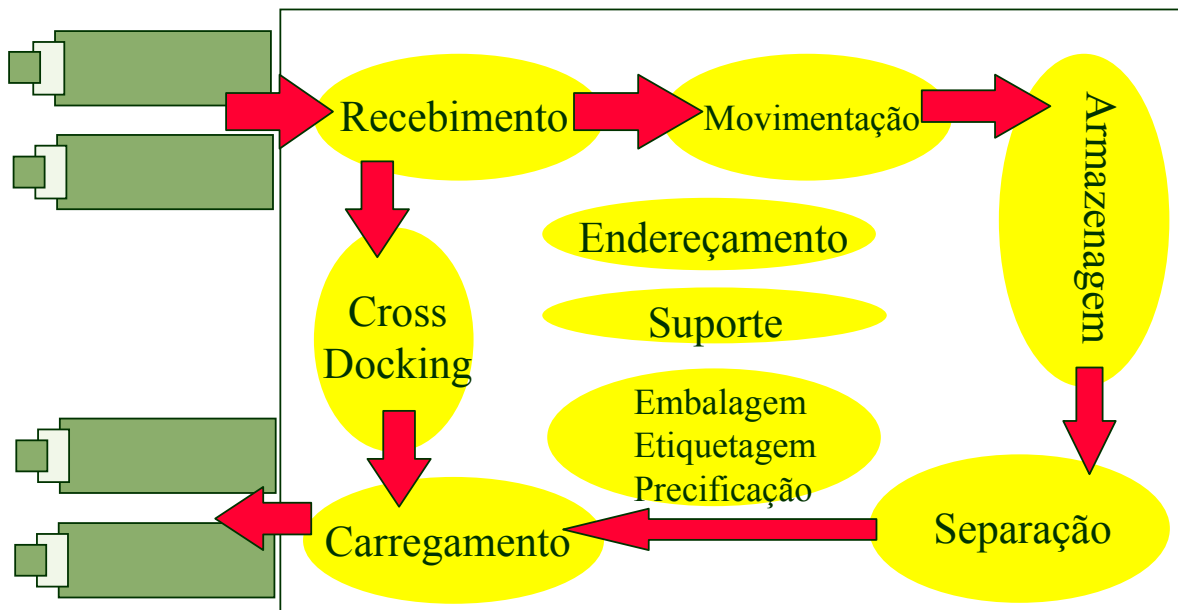 Recebimento
Movimentação
Armazenagem
Endereçamento
Suporte
Cross
Docking
Embalagem
Etiquetagem
Precificação
Carregamento
Separação